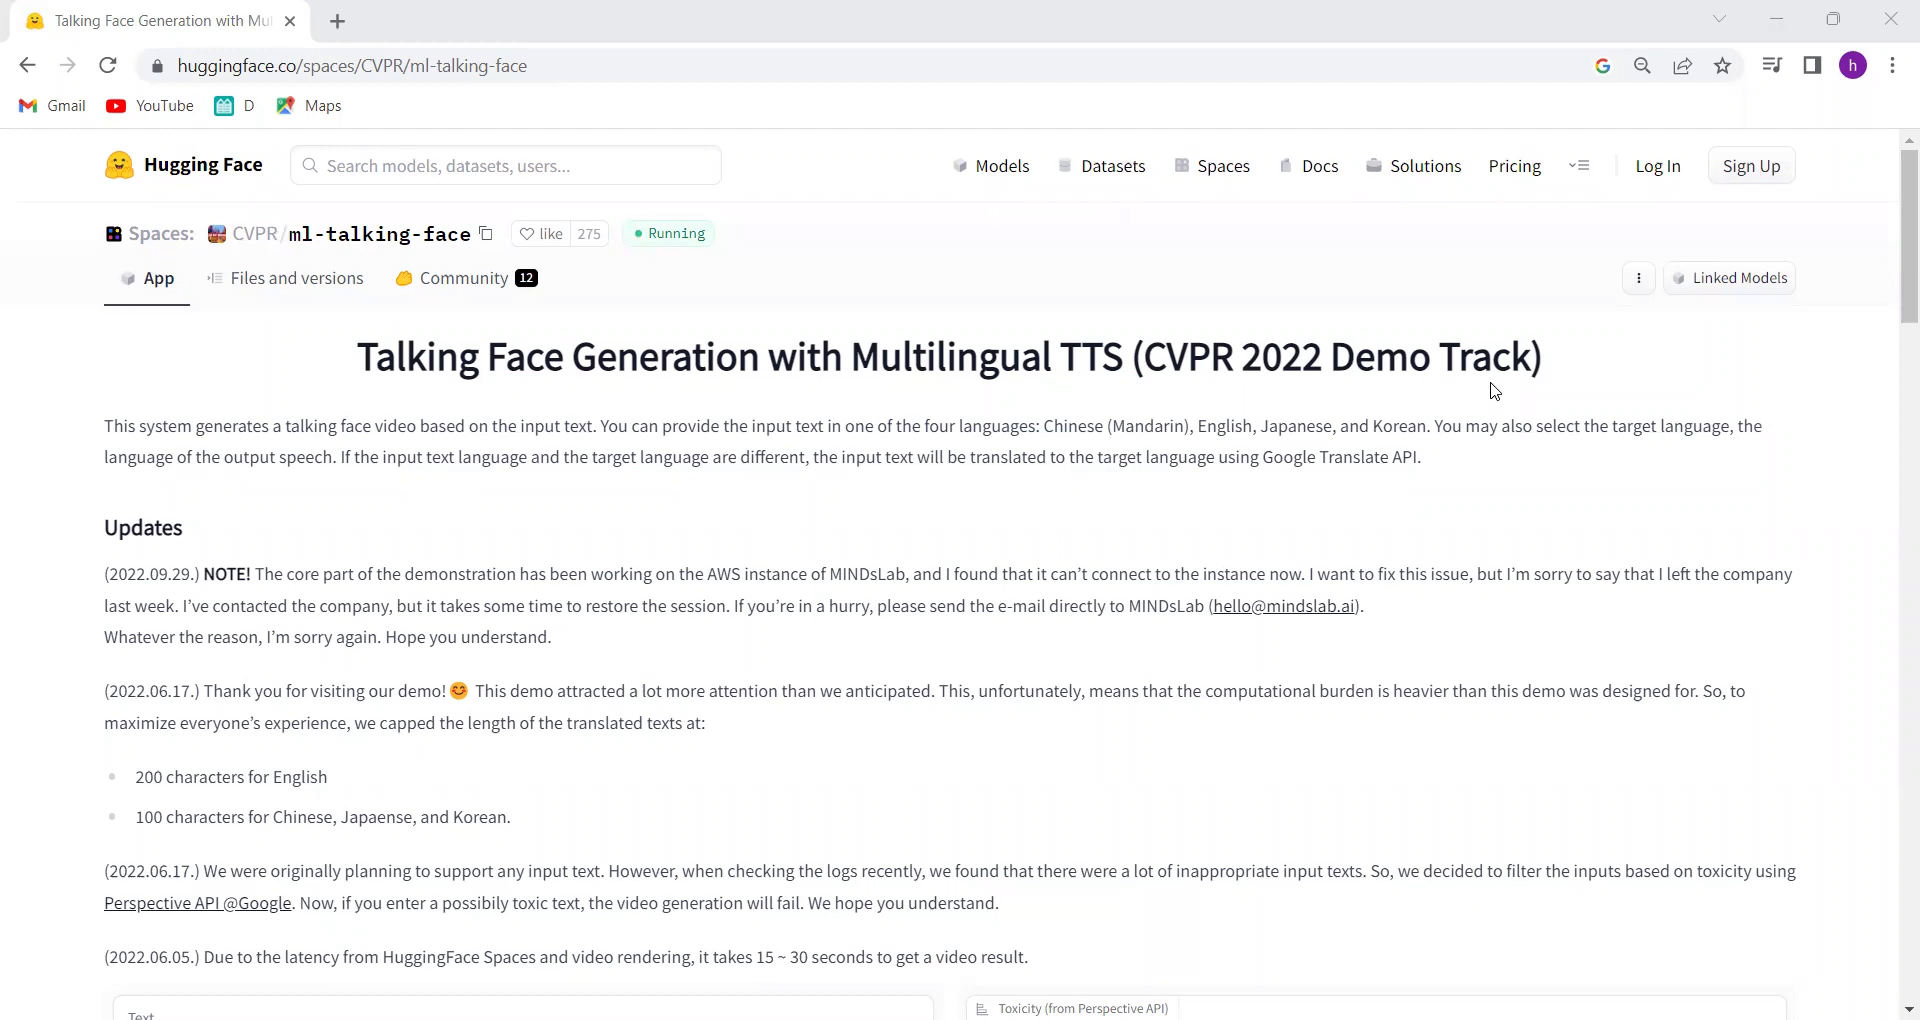 Talking Face Generation with Mul
huggingface.co/spaces/CVPR/ml-talking-face
h
Gmail YouTube D Maps
Hugging Face Search models, datasets, users... Models Datasets Spaces Docs Solutions Pricing Log In Sign Up
Spaces: CVPR/ml-talking-face like 275 Running
App Files and versions Community 12 Linked Models
Talking Face Generation with Multilingual TTS (CVPR 2022 Demo Track)
This system generates a talking face video based on the input text. You can provide the input text in one of the four languages: Chinese (Mandarin), English, Japanese, and Korean. You may also select the target language, the
language of the output speech. If the input text language and the target language are different, the input text will be translated to the target language using Google Translate API.
Updates
(2022.09.29.) NOTE! The core part of the demonstration has been working on the AWS instance of MINDsLab, and I found that it can’t connect to the instance now. I want to fix this issue, but I’m sorry to say that I left the company
last week. I’ve contacted the company, but it takes some time to restore the session. If you’re in a hurry, please send the e-mail directly to MINDsLab (hello@mindslab.ai).
Whatever the reason, I’m sorry again. Hope you understand.
(2022.06.17.) Thank you for visiting our demo!😊 This demo attracted a lot more attention than we anticipated. This, unfortunately, means that the computational burden is heavier than this demo was designed for. So, to
maximize everyone’s experience, we capped the length of the translated texts at:
200 characters for English
100 characters for Chinese, Japaense, and Korean.
(2022.06.17.) We were originally planning to support any input text. However, when checking the logs recently, we found that there were a lot of inappropriate input texts. So, we decided to filter the inputs based on toxicity using
Perspective API @Google. Now, if you enter a possibily toxic text, the video generation will fail. We hope you understand.
(2022.06.05.) Due to the latency from HuggingFace Spaces and video rendering, it takes 15 ~ 30 seconds to get a video result.
Text Toxicity (from Perspective API)